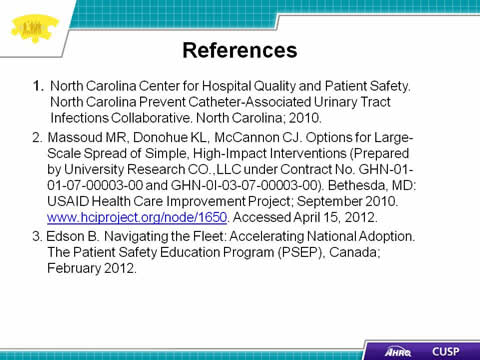 References
1. North Carolina Center for Hospital Quality and Patient Safety.
North Carolina Prevent Catheter-Associated Urinary Tract
Infections Collaborative. North Carolina; 2010.
2. Massoud MR, Donohue KL, McCannon CJ. Options for Large-
Scale Spread of Simple, High-Impact Interventions (Prepared
by University Research CO.,LLC under Contract No. GHN-01-
01-07-00003-00 and GHN-0I-03-07-00003-00). Bethesda, MD:
USAID Health Care Improvement Project; September 2010.
www.hciproject.org/node/1650. Accessed April 15, 2012.
3. Edson B. Navigating the Fleet: Accelerating National Adoption.
The Patient Safety Education Program (PSEP), Canada;
February 2012.
AHRQ CUSP